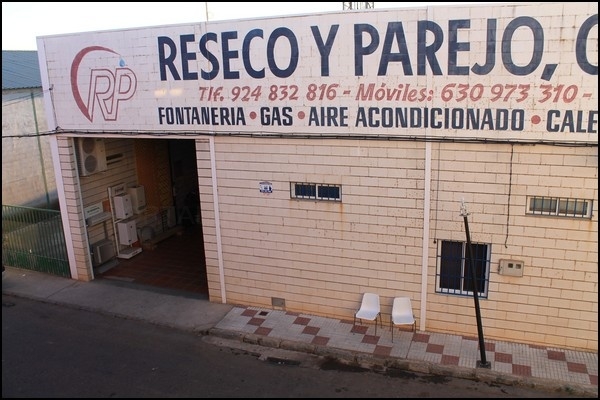 RP
RESECO Y PAREJO, C
Tlf. 924 832 816 - Móviles: 630 973 310 -
FONTANERIA • GAS • AIRE ACONDICIONADO • CALE